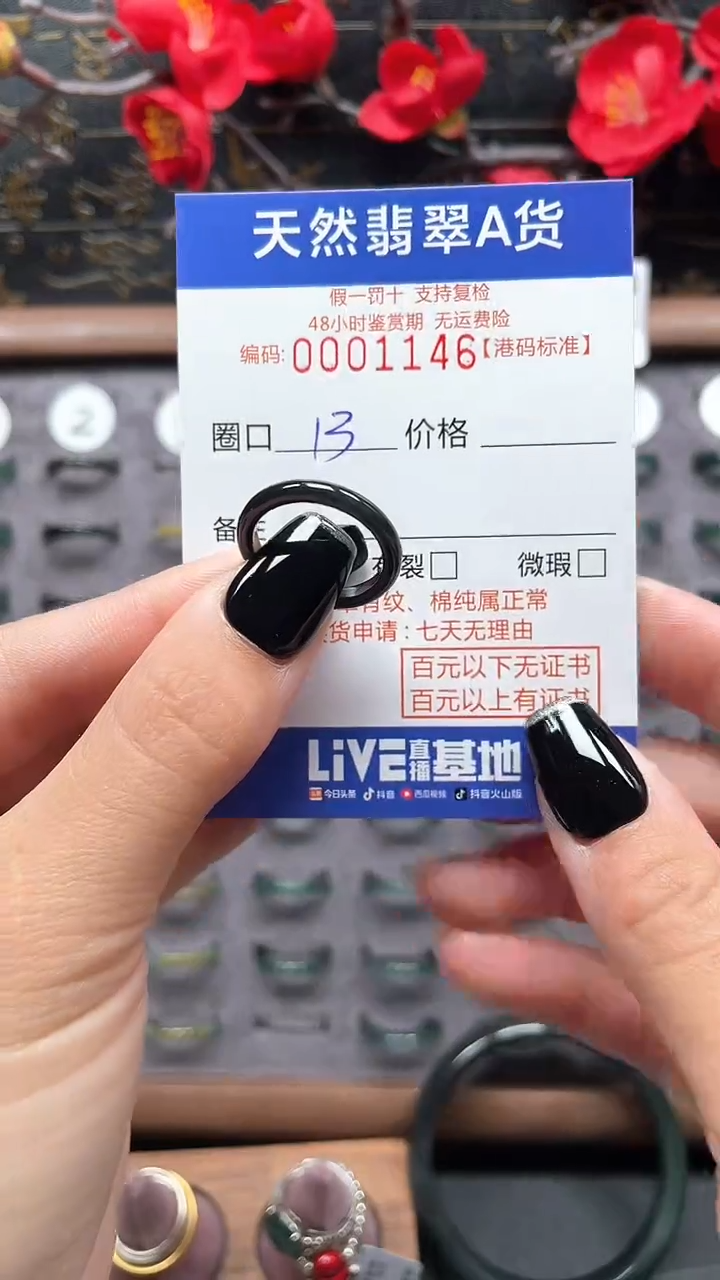 天然翡翠A货
假一罚十 支持复检
48小时鉴赏期 无运费险
编码: 0001146【港码标准】
圈口 13 价格
备
裂□ 微瑕□
纹、棉纯属正常
货申请:七天无理由
百元以下无证书
百元以上有证书
LiVE直播基地
今日头条 抖音 西瓜视频 抖音火山版
2